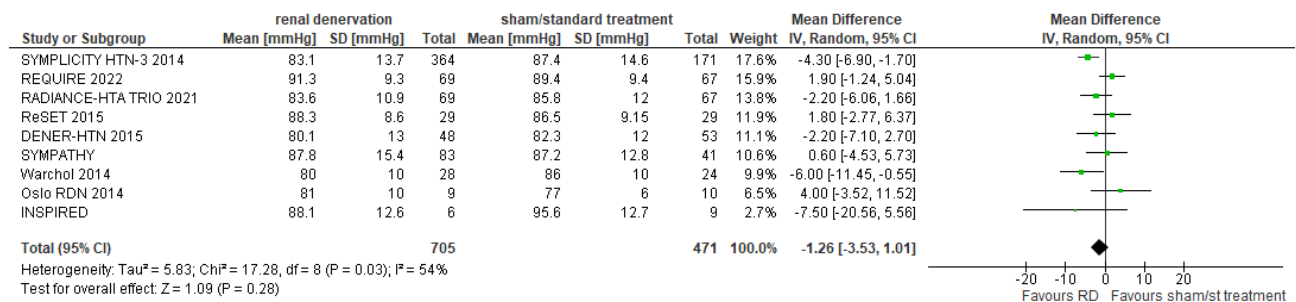 renal denervation sham/standard treatment Mean Difference Mean Difference
Study or Subgroup Mean [mmHg] SD [mmHg] Total Mean [mmHg] SD [mmHg] Total Weight IV, Random, 95% CI IV, Random, 95% CI
SYMPLICITY HTN-3 2014 83.1 13.7 364 87.4 14.6 171 17.6% -4.30 [-6.90, -1.70]
REQUIRE 2022 91.3 9.3 69 89.4 9.4 67 15.9% 1.90 [-1.24, 5.04]
RADIANCE-HTA TRIO 2021 83.6 10.9 69 85.8 12 67 13.8% -2.20 [-6.06, 1.66]
ReSET 2015 88.3 8.6 29 86.5 9.15 29 11.9% 1.80 [-2.77, 6.37]
DENER-HTN 2015 80.1 13 48 82.3 12 53 11.1% -2.20 [-7.10, 2.70]
SYMPATHY 87.8 15.4 83 87.2 12.8 41 10.6% 0.60 [-4.53, 5.73]
Warchol 2014 80 10 28 86 10 24 9.9% -6.00 [-11.45, -0.55]
Oslo RDN 2014 81 10 9 77 6 10 6.5% 4.00 [-3.52, 11.52]
INSPIRED 88.1 12.6 6 95.6 12.7 9 2.7% -7.50 [-20.56, 5.56]
Total (95% CI) 705 471 100.0% -1.26 [-3.53, 1.01]
Heterogeneity: Tau² = 5.83; Chi² = 17.28, df = 8 (P = 0.03); I² = 54%
Test for overall effect: Z = 1.09 (P = 0.28)
-20 -10 0 10 20
Favours RD Favours sham/st treatment